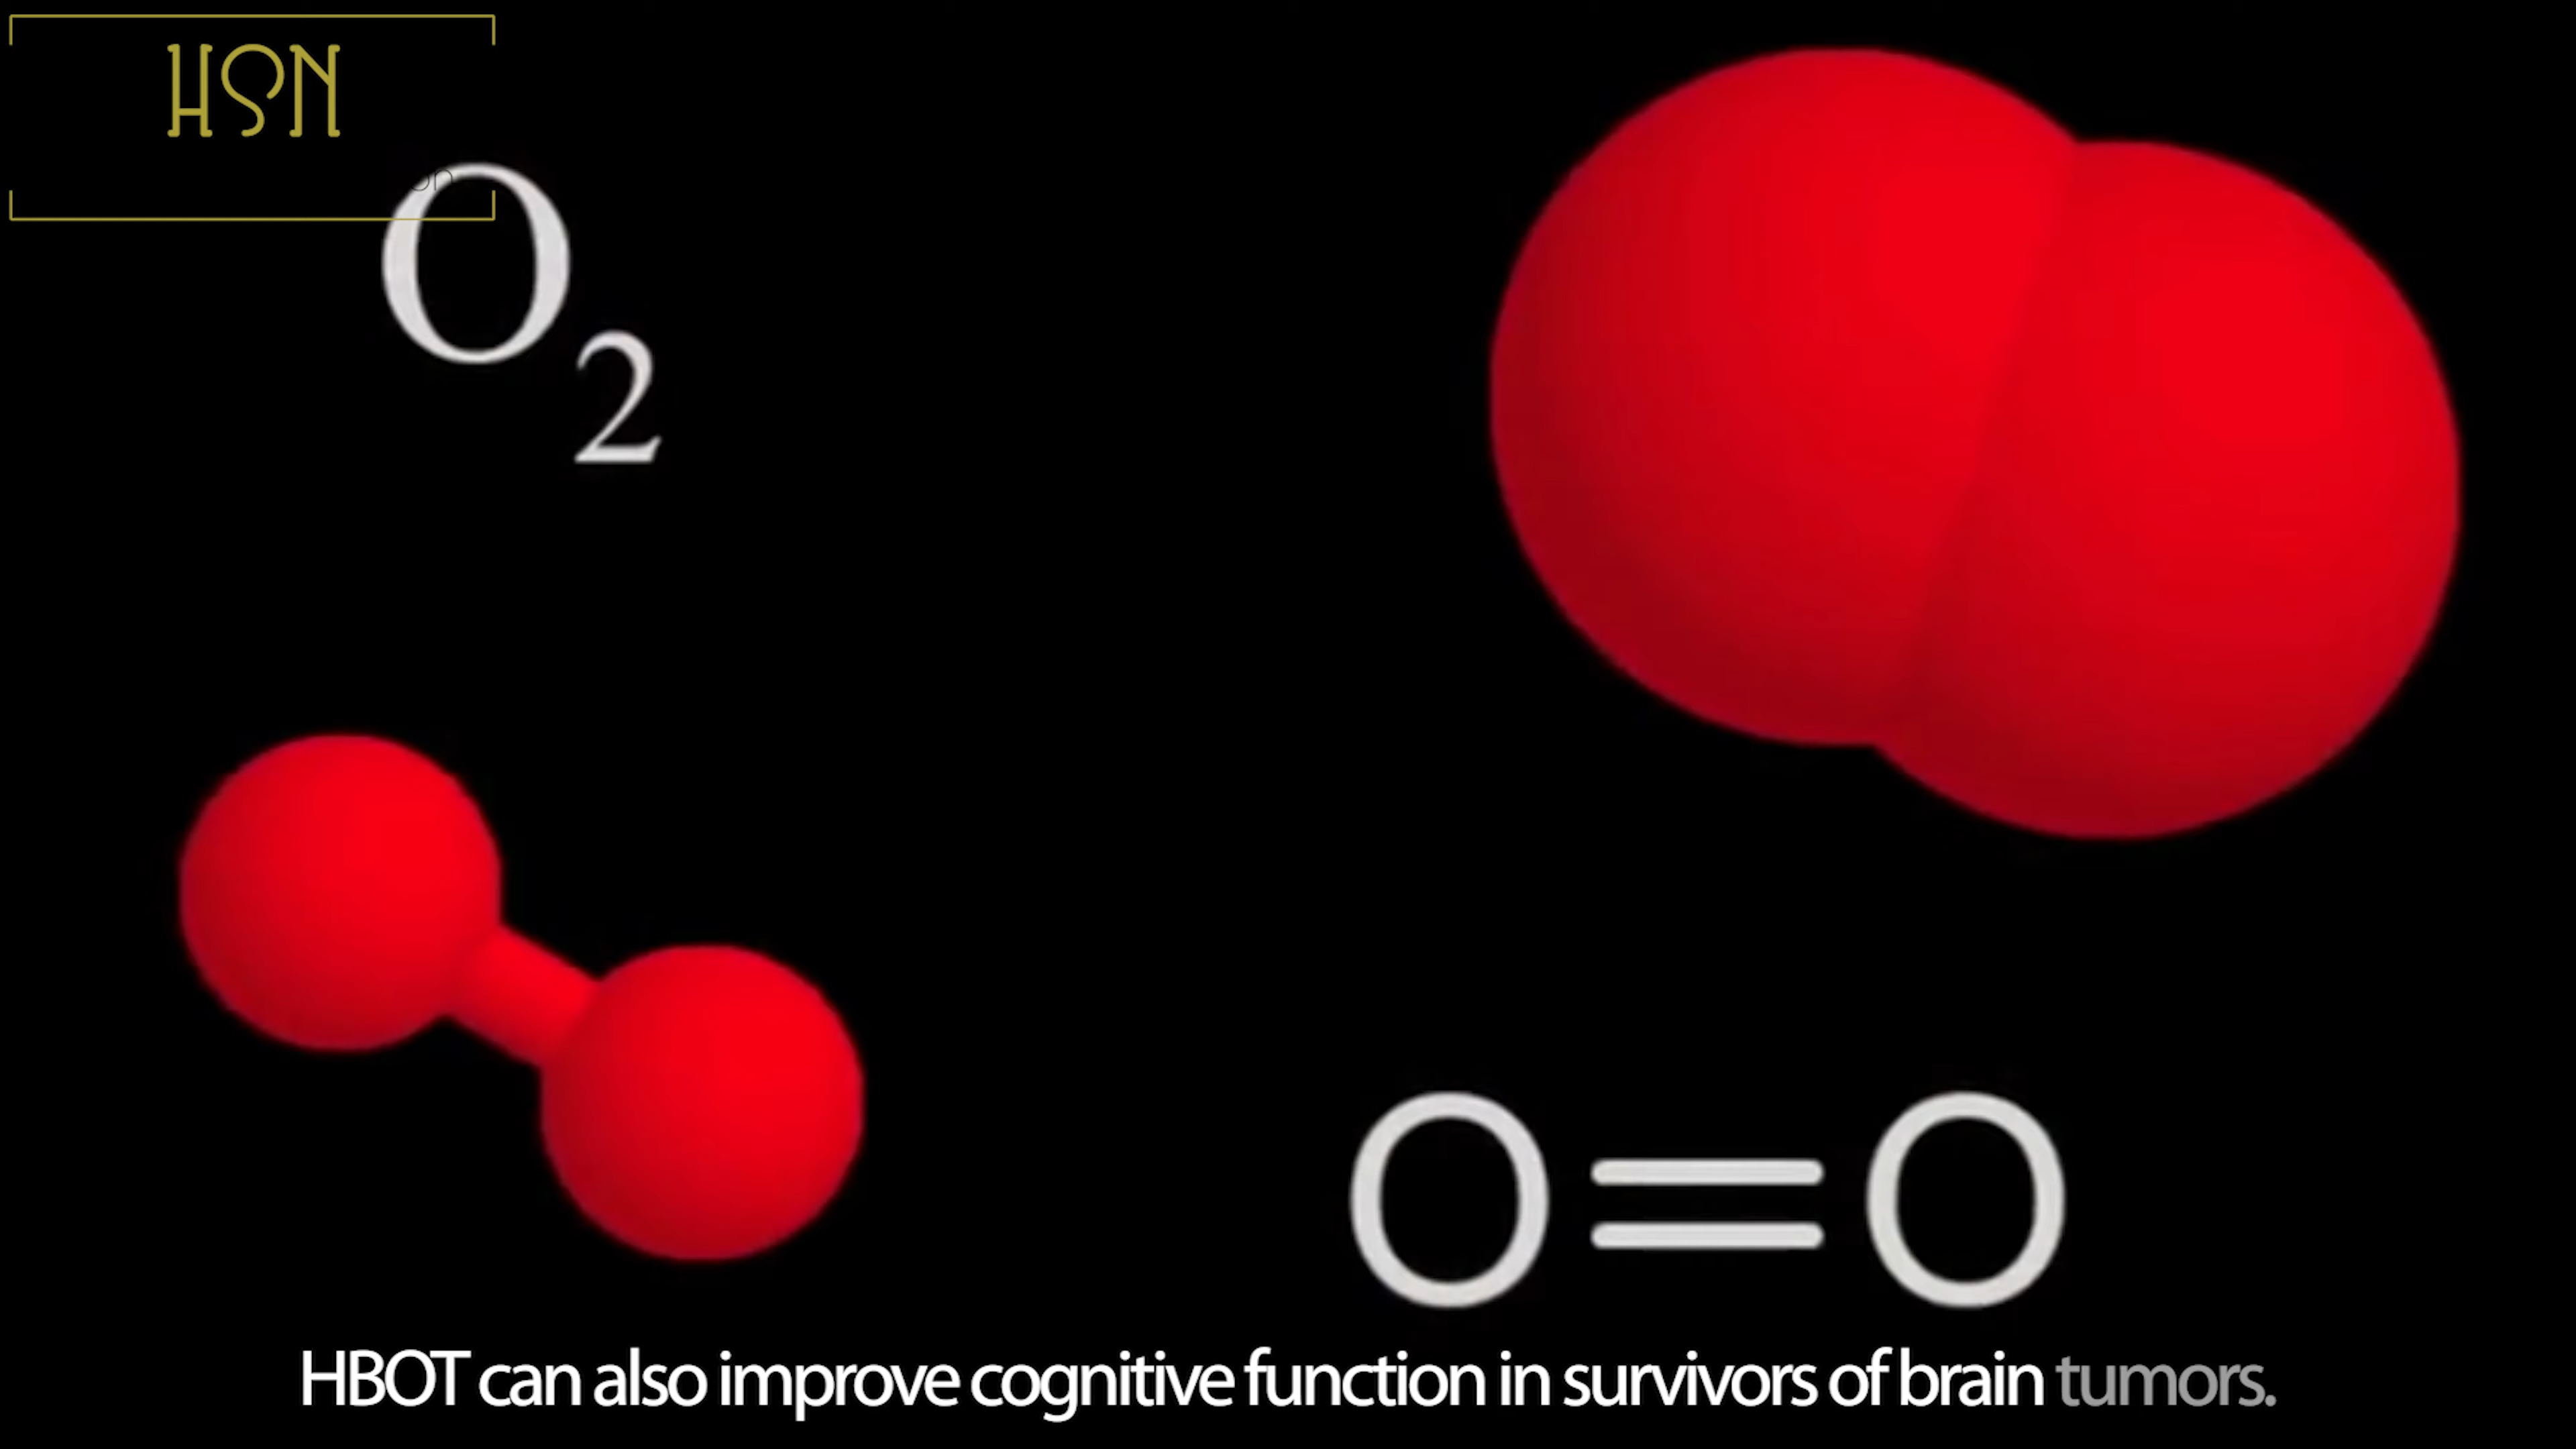 HSN
O2
O=O
HBOT can also improve cognitive function in survivors of brain tumors.